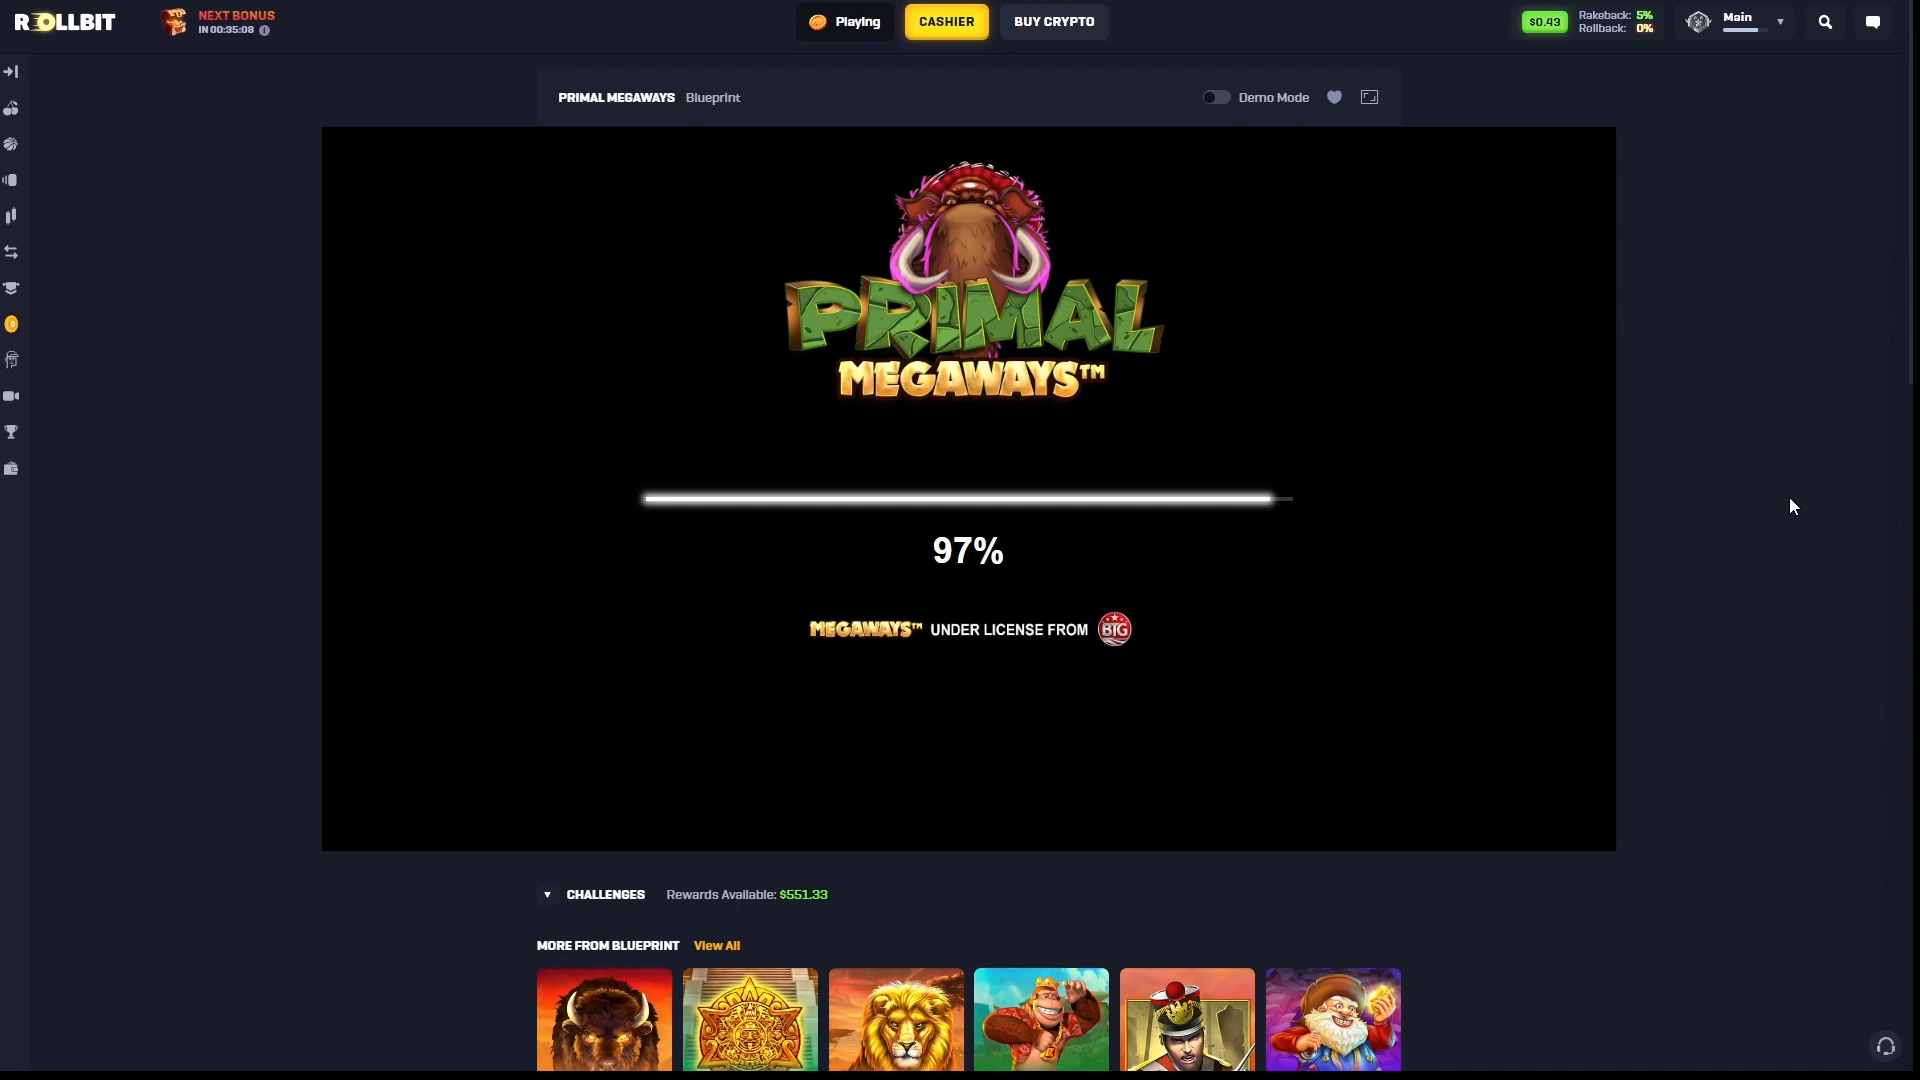 ROLLBIT
NEXT BONUS
IN 00:35:08
Playing
CASHIER
BUY CRYPTO
$0.43
Rakeback: 5%
Rollback: 0%
Main
PRIMAL MEGAWAYS Blueprint
Demo Mode
PRIMAL
MEGAWAYS™
97%
MEGAWAYS™ UNDER LICENSE FROM BTG
CHALLENGES Rewards Available: $551.33
MORE FROM BLUEPRINT View All